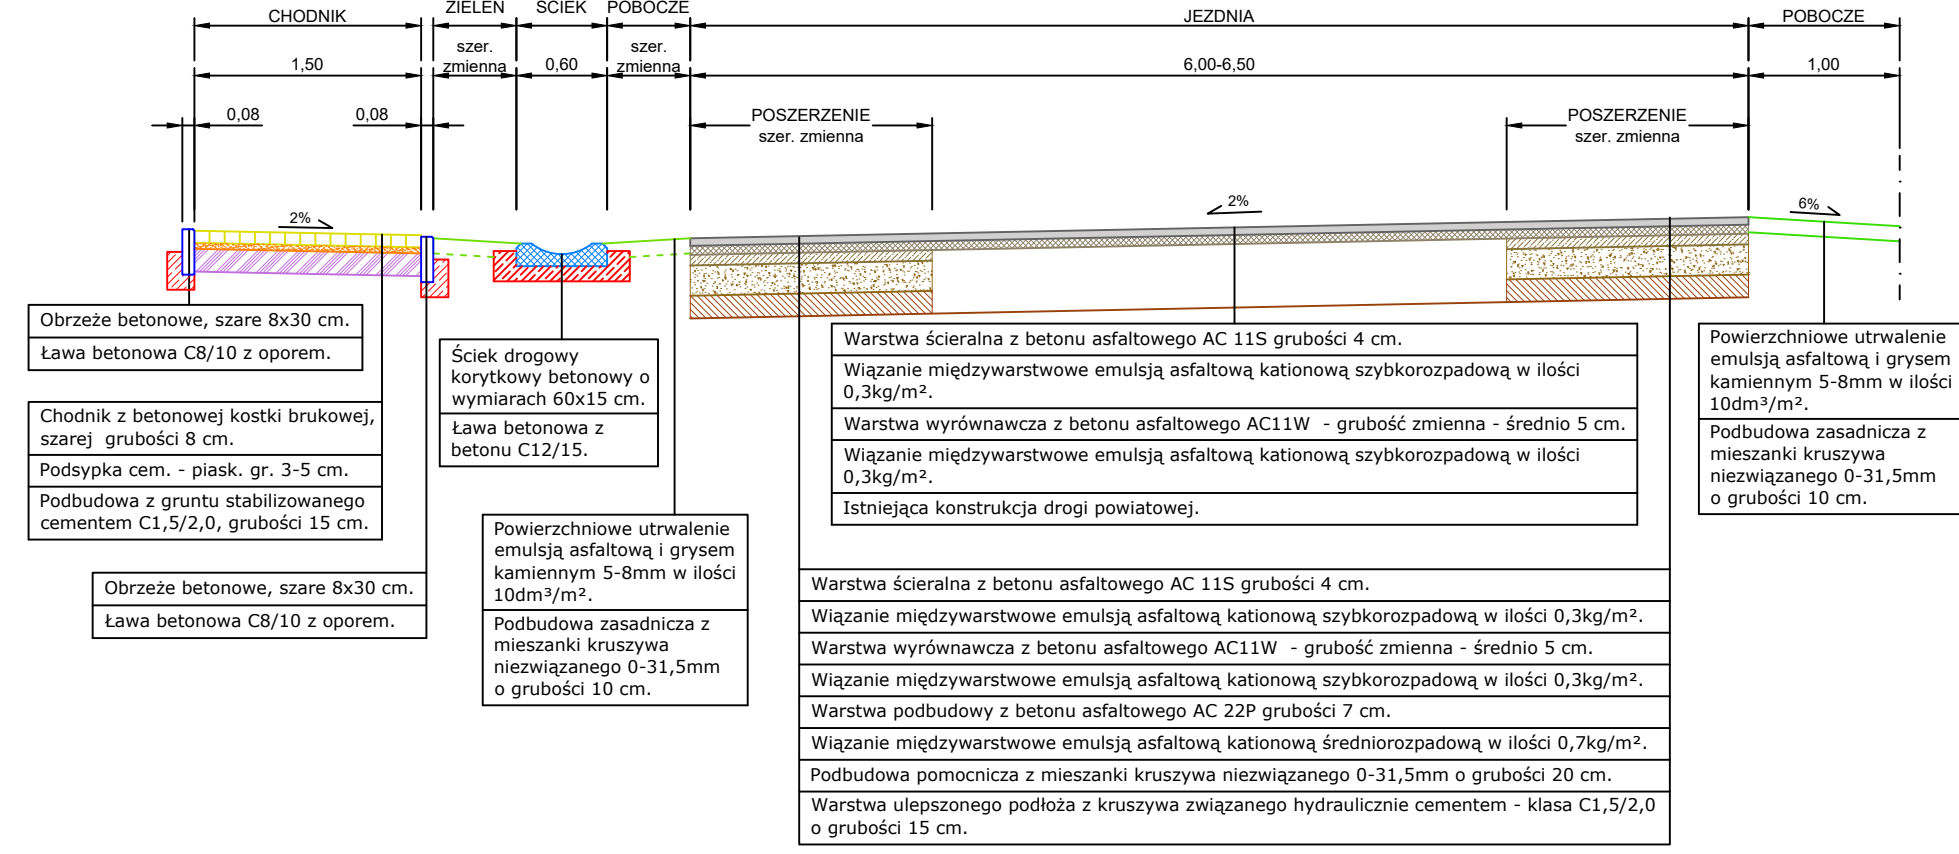 CHODNIK
ZIELEŃ
ŚCIEK
POBOCZE
JEZDNIA
POBOCZE
szer.
zmienna
szer.
zmienna
1,50
0,60
6,00-6,50
1,00
0,08
0,08
POSZERZENIE
szer. zmienna
POSZERZENIE
szer. zmienna
2%
2%
6%
Obrzeże betonowe, szare 8x30 cm.
Ława betonowa C8/10 z oporem.
Chodnik z betonowej kostki brukowej,
szarej grubości 8 cm.
Podsypka cem. - piask. gr. 3-5 cm.
Podbudowa z gruntu stabilizowanego
cementem C1,5/2,0, grubości 15 cm.
Obrzeże betonowe, szare 8x30 cm.
Ława betonowa C8/10 z oporem.
Ściek drogowy
korytkowy betonowy o
wymiarach 60x15 cm.
Ława betonowa z
betonu C12/15.
Powierzchniowe utrwalenie
emulsją asfaltową i grysem
kamiennym 5-8mm w ilości
10dm³/m².
Podbudowa zasadnicza z
mieszanki kruszywa
niezwiązanego 0-31,5mm
o grubości 10 cm.
Warstwa ścieralna z betonu asfaltowego AC 11S grubości 4 cm.
Wiązanie międzywarstwowe emulsją asfaltową kationową szybkorozpadową w ilości
0,3kg/m².
Warstwa wyrównawcza z betonu asfaltowego AC11W - grubość zmienna - średnio 5 cm.
Wiązanie międzywarstwowe emulsją asfaltową kationową szybkorozpadową w ilości
0,3kg/m².
Istniejąca konstrukcja drogi powiatowej.
Warstwa ścieralna z betonu asfaltowego AC 11S grubości 4 cm.
Wiązanie międzywarstwowe emulsją asfaltową kationową szybkorozpadową w ilości 0,3kg/m².
Warstwa wyrównawcza z betonu asfaltowego AC11W - grubość zmienna - średnio 5 cm.
Wiązanie międzywarstwowe emulsją asfaltową kationową szybkorozpadową w ilości 0,3kg/m².
Warstwa podbudowy z betonu asfaltowego AC 22P grubości 7 cm.
Wiązanie międzywarstwowe emulsją asfaltową kationową średniorozpadową w ilości 0,7kg/m².
Podbudowa pomocnicza z mieszanki kruszywa niezwiązanego 0-31,5mm o grubości 20 cm.
Warstwa ulepszonego podłoża z kruszywa związanego hydraulicznie cementem - klasa C1,5/2,0
o grubości 15 cm.
Powierzchniowe utrwalenie
emulsją asfaltową i grysem
kamiennym 5-8mm w ilości
10dm³/m².
Podbudowa zasadnicza z
mieszanki kruszywa
niezwiązanego 0-31,5mm
o grubości 10 cm.